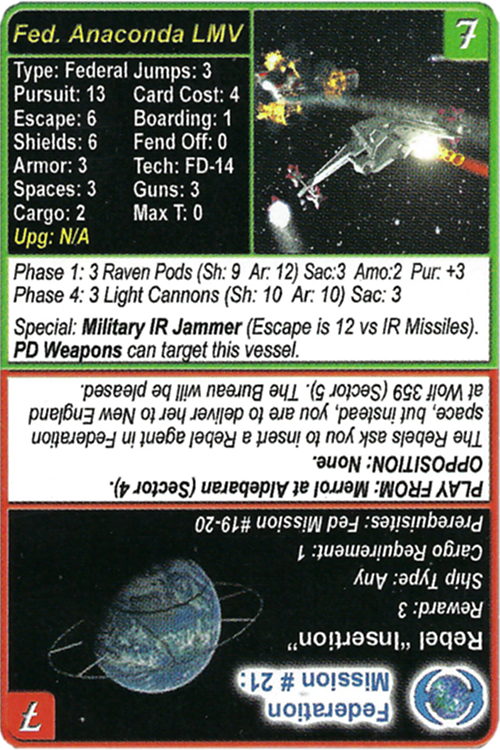 Fed. Anaconda LMV
7
Type: Federal Jumps: 3
Pursuit: 13 Card Cost: 4
Escape: 6 Boarding: 1
Shields: 6 Fend Off: 0
Armor: 3 Tech: FD-14
Spaces: 3 Guns: 3
Cargo: 2 Max T: 0
Upg: N/A
Phase 1: 3 Raven Pods (Sh: 9 Ar: 12) Sac:3 Amo:2 Pur: +3
Phase 4: 3 Light Cannons (Sh: 10 Ar: 10) Sac: 3
Special: Military IR Jammer (Escape is 12 vs IR Missiles).
PD Weapons can target this vessel.
7
Federation
Mission # 21:
Rebel "Insertion"
Reward: 3
Ship Type: Any
Cargo Requirement: 1
Prerequisites: Fed Mission #19-20
PLAY FROM: Merrol at Aldebaran (Sector 4).
OPPOSITION: None.
The Rebels ask you to insert a Rebel agent in Federation
space, but instead, you are to deliver her to New England
at Wolf 359 (Sector 5). The Bureau will be pleased.